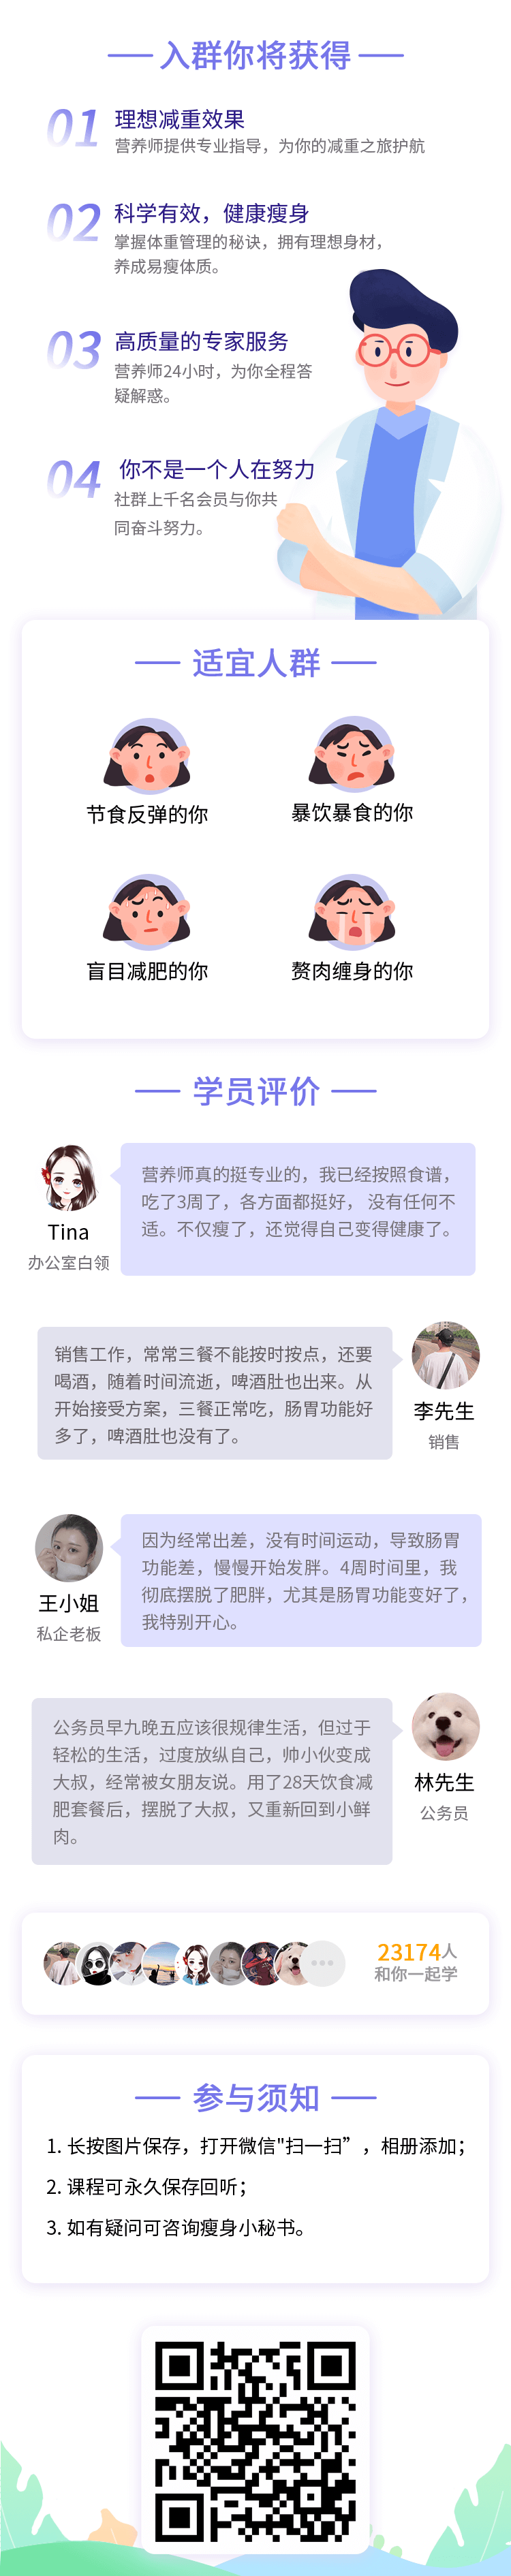 入群你将获得
01
理想减重效果
营养师提供专业指导，为你的减重之旅护航
02
科学有效，健康瘦身
掌握体重管理的秘诀，拥有理想身材，
养成易瘦体质。
03
高质量的专家服务
营养师24小时，为你全程答
疑解惑。
04
你不是一个人在努力
社群上千名会员与你共
同奋斗努力。
适宜人群
节食反弹的你
暴饮暴食的你
盲目减肥的你
赘肉缠身的你
学员评价
Tina
办公室白领
营养师真的挺专业的，我已经按照食谱，
吃了3周了，各方面都挺好， 没有任何不
适。不仅瘦了，还觉得自己变得健康了。
销售工作，常常三餐不能按时按点，还要
喝酒，随着时间流逝，啤酒肚也出来。从
开始接受方案，三餐正常吃，肠胃功能好
多了，啤酒肚也没有了。
李先生
销售
王小姐
私企老板
因为经常出差，没有时间运动，导致肠胃
功能差，慢慢开始发胖。4周时间里，我
彻底摆脱了肥胖，尤其是肠胃功能变好了，
我特别开心。
公务员早九晚五应该很规律生活，但过于
轻松的生活，过度放纵自己，帅小伙变成
大叔，经常被女朋友说。用了28天饮食减
肥套餐后，摆脱了大叔，又重新回到小鲜
肉。
林先生
公务员
23174人
和你一起学
参与须知
1. 长按图片保存，打开微信"扫一扫”，相册添加；
2. 课程可永久保存回听；
3. 如有疑问可咨询瘦身小秘书。